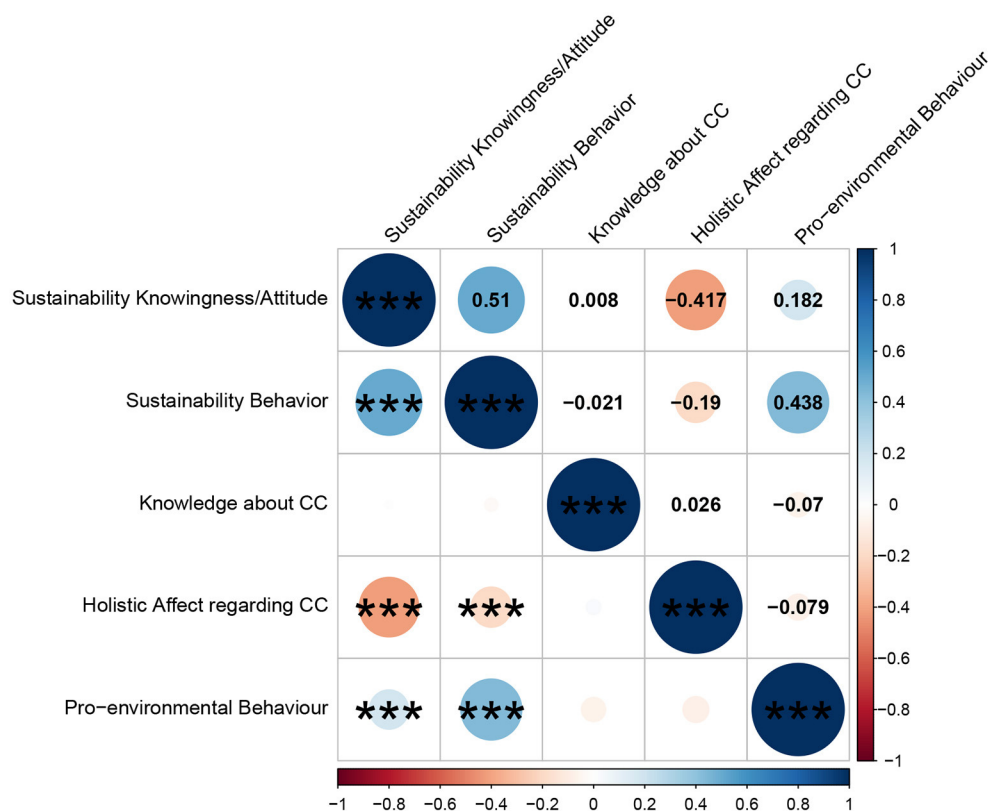 Sustainability Knowingness/Attitude
Sustainability Behavior
Knowledge about CC
Holistic Affect regarding CC
Pro−environmental Behaviour
Sustainability Knowingness/Attitude *** 0.51 0.008 −0.417 0.182
Sustainability Behavior *** *** −0.021 −0.19 0.438
Knowledge about CC *** 0.026 −0.07
Holistic Affect regarding CC *** *** *** −0.079
Pro−environmental Behaviour *** *** ***
1
0.8
0.6
0.4
0.2
0
−0.2
−0.4
−0.6
−0.8
−1
−1 −0.8 −0.6 −0.4 −0.2 0 0.2 0.4 0.6 0.8 1